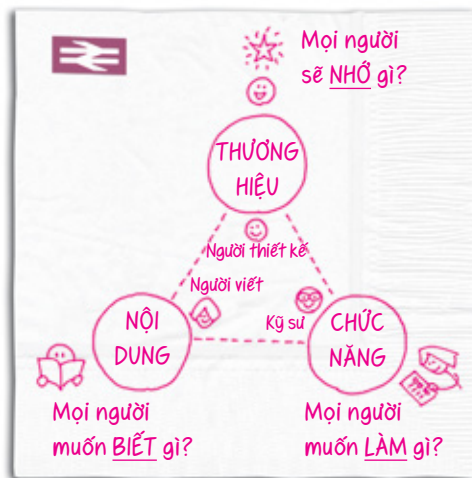 Mọi người
sẽ NHỚ gì?
THƯƠNG
HIỆU
Người thiết kế
Người viết
Kỹ sư
NỘI
DUNG
CHỨC
NĂNG
Mọi người
muốn BIẾT gì?
Mọi người
muốn LÀM gì?